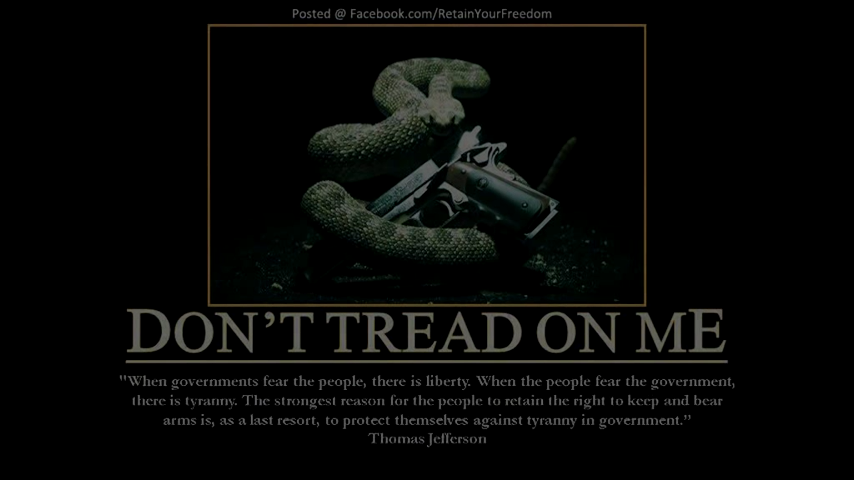 Posted @ Facebook.com/RetainYourFreedom
DON'T TREAD ON ME
"When governments fear the people, there is liberty. When the people fear the government,
there is tyranny. The strongest reason for the people to retain the right to keep and bear
arms is, as a last resort, to protect themselves against tyranny in government.”
Thomas Jefferson